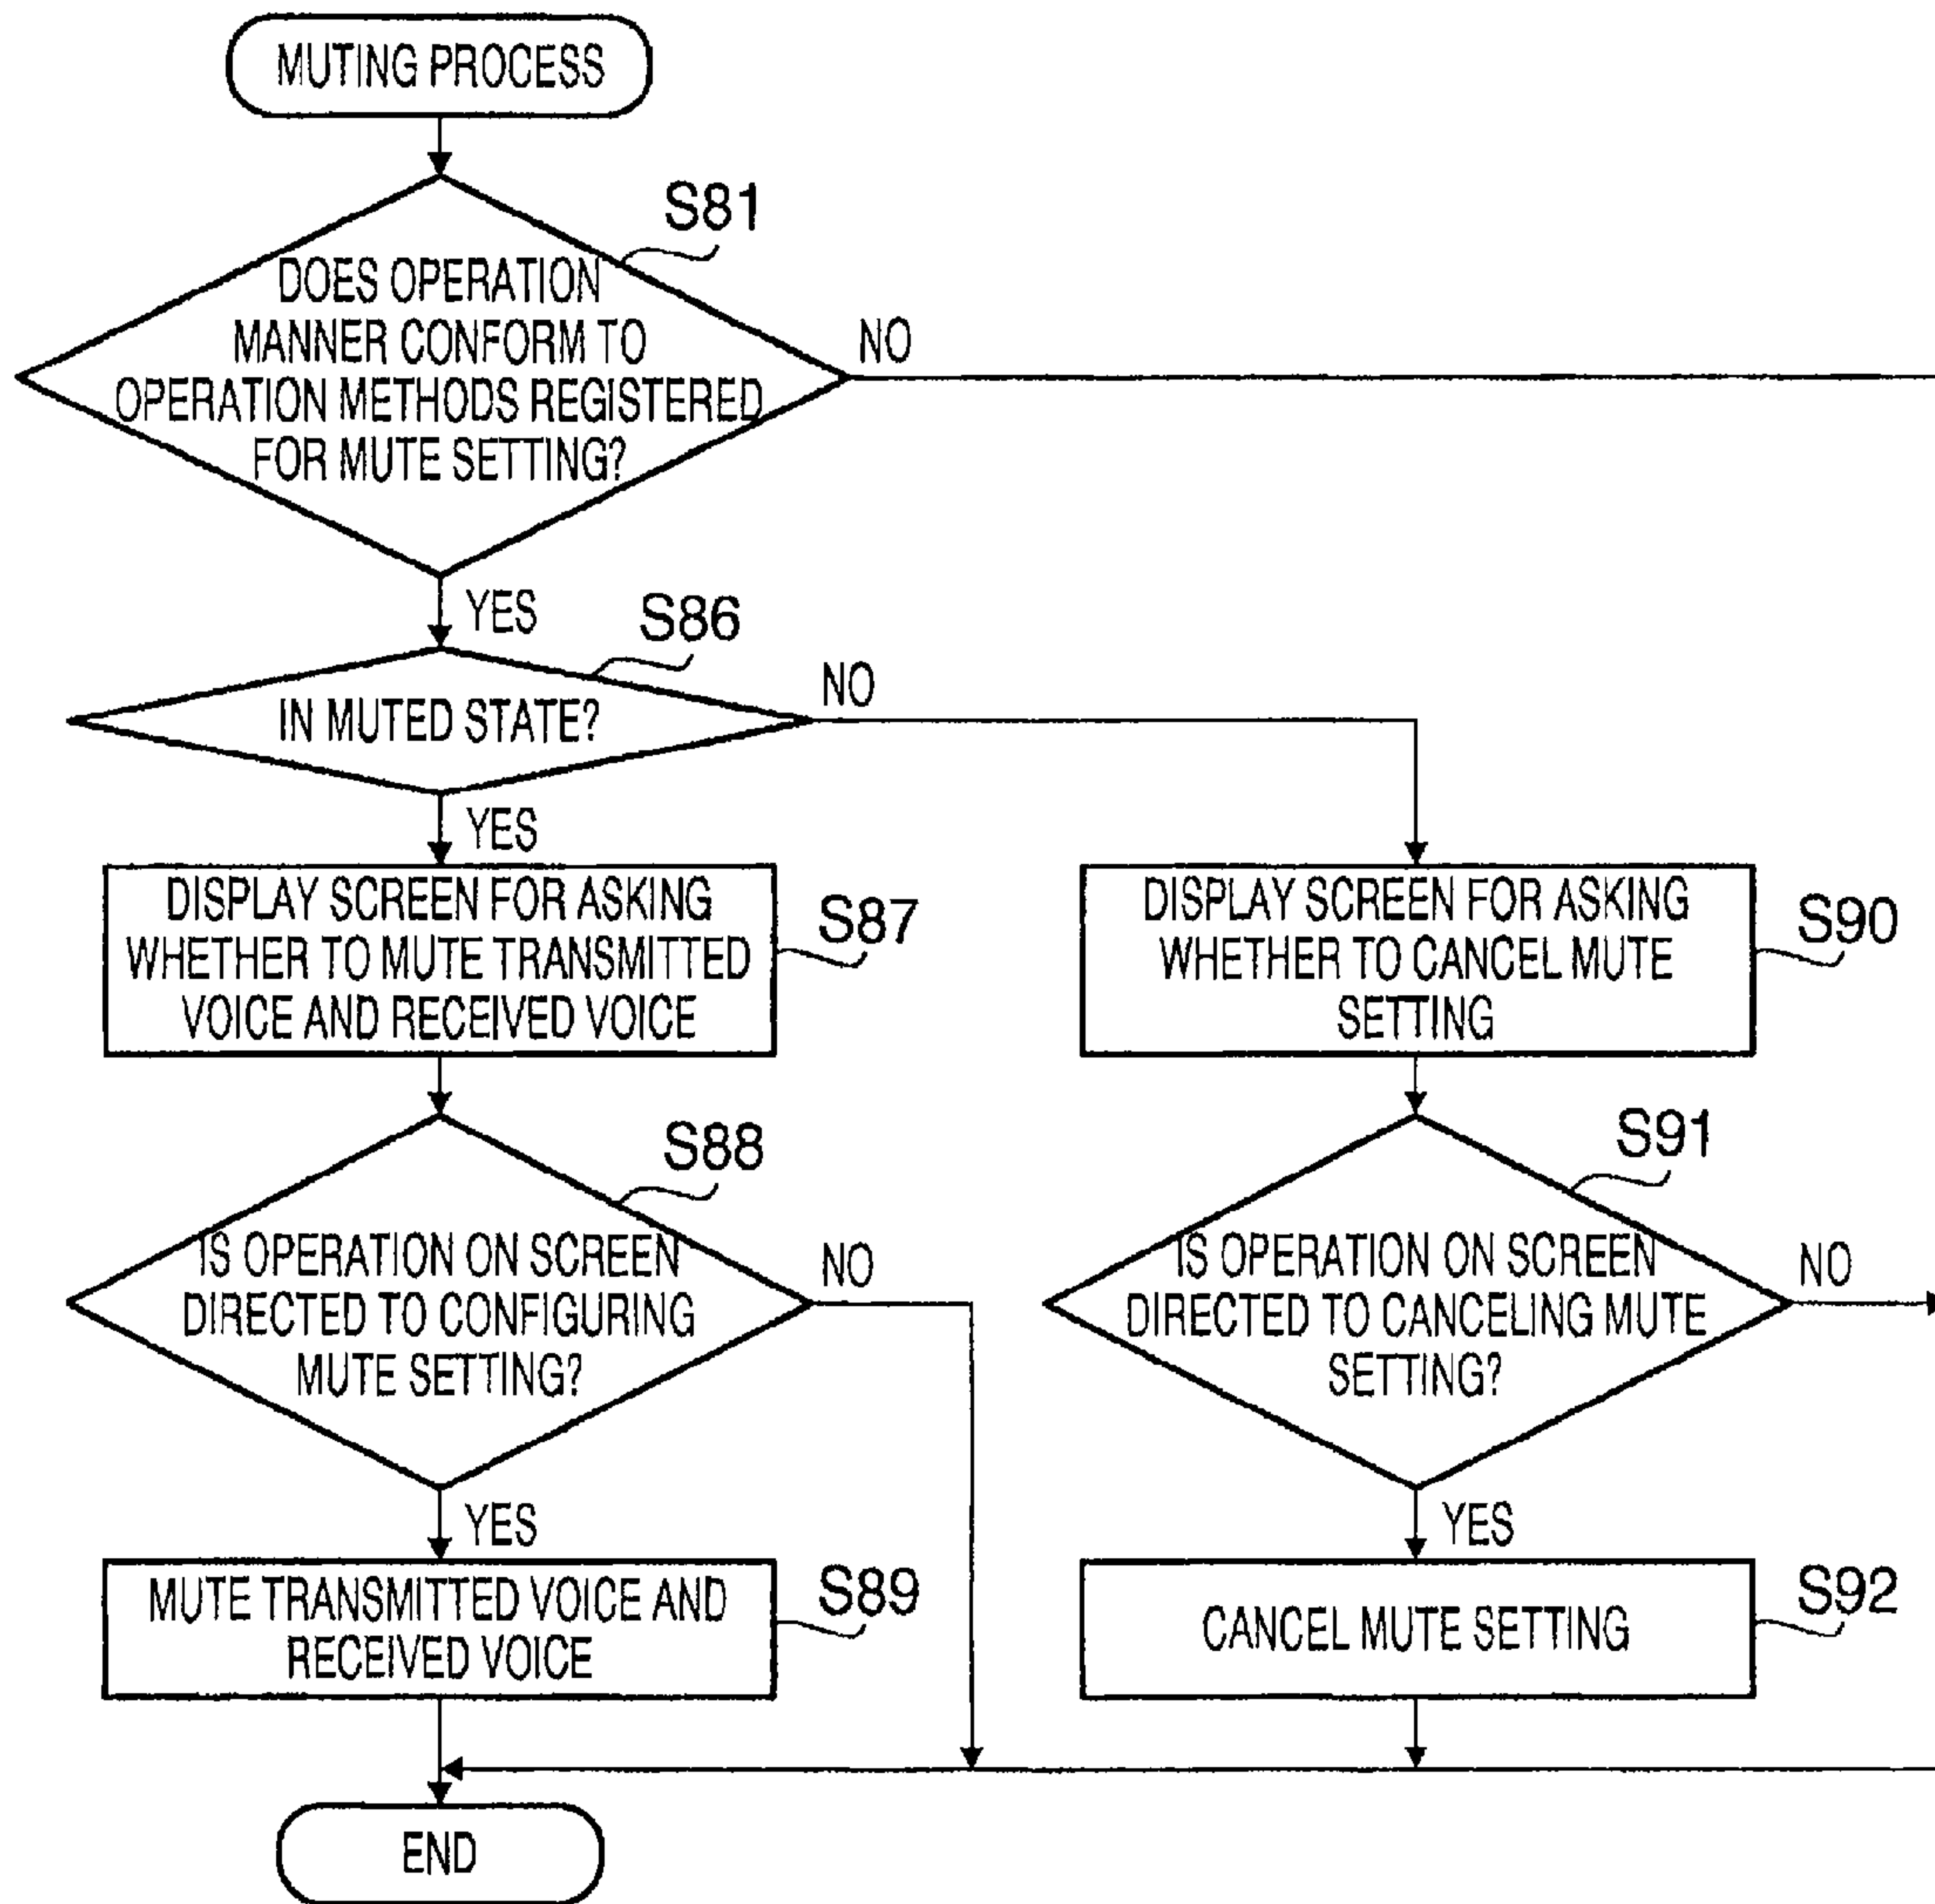 MUTING PROCESS
S81
DOES OPERATION
MANNER CONFORM TO
OPERATION METHODS REGISTERED
FOR MUTE SETTING?
NO
YES
S86
IN MUTED STATE?
NO
YES
DISPLAY SCREEN FOR ASKING
WHETHER TO MUTE TRANSMITTED
VOICE AND RECEIVED VOICE
S87
DISPLAY SCREEN FOR ASKING
WHETHER TO CANCEL MUTE
SETTING
S90
S88
IS OPERATION ON SCREEN
DIRECTED TO CONFIGURING
MUTE SETTING?
NO
S91
IS OPERATION ON SCREEN
DIRECTED TO CANCELING MUTE
SETTING?
NO
YES
YES
MUTE TRANSMITTED VOICE AND
RECEIVED VOICE
S89
CANCEL MUTE SETTING
S92
END